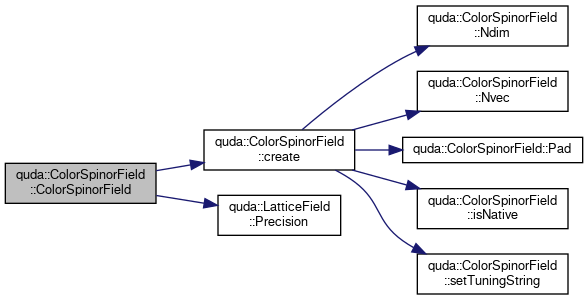 quda::ColorSpinorField
::ColorSpinorField
quda::ColorSpinorField
::create
quda::LatticeField
::Precision
quda::ColorSpinorField
::Ndim
quda::ColorSpinorField
::Nvec
quda::ColorSpinorField::Pad
quda::ColorSpinorField
::isNative
quda::ColorSpinorField
::setTuningString